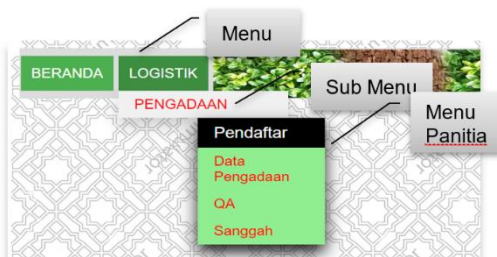 Menu
BERANDA
LOGISTIK
Sub Menu
PENGADAAN
Menu
Panitia
Pendaftar
Data
Pengadaan
QA
Sanggah